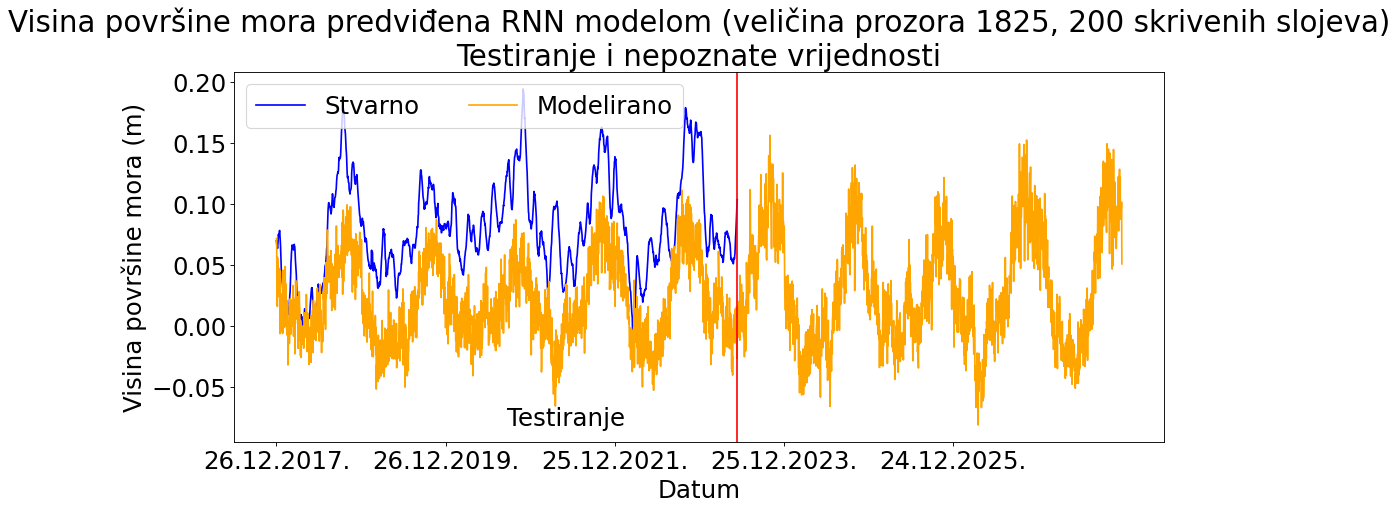 Visina površine mora predviđena RNN modelom (veličina prozora 1825, 200 skrivenih slojeva)
Testiranje i nepoznate vrijednosti
Stvarno Modelirano
Visina površine mora (m)
0.20
0.15
0.10
0.05
0.00
−0.05
Testiranje
26.12.2017. 26.12.2019. 25.12.2021. 25.12.2023. 24.12.2025.
Datum